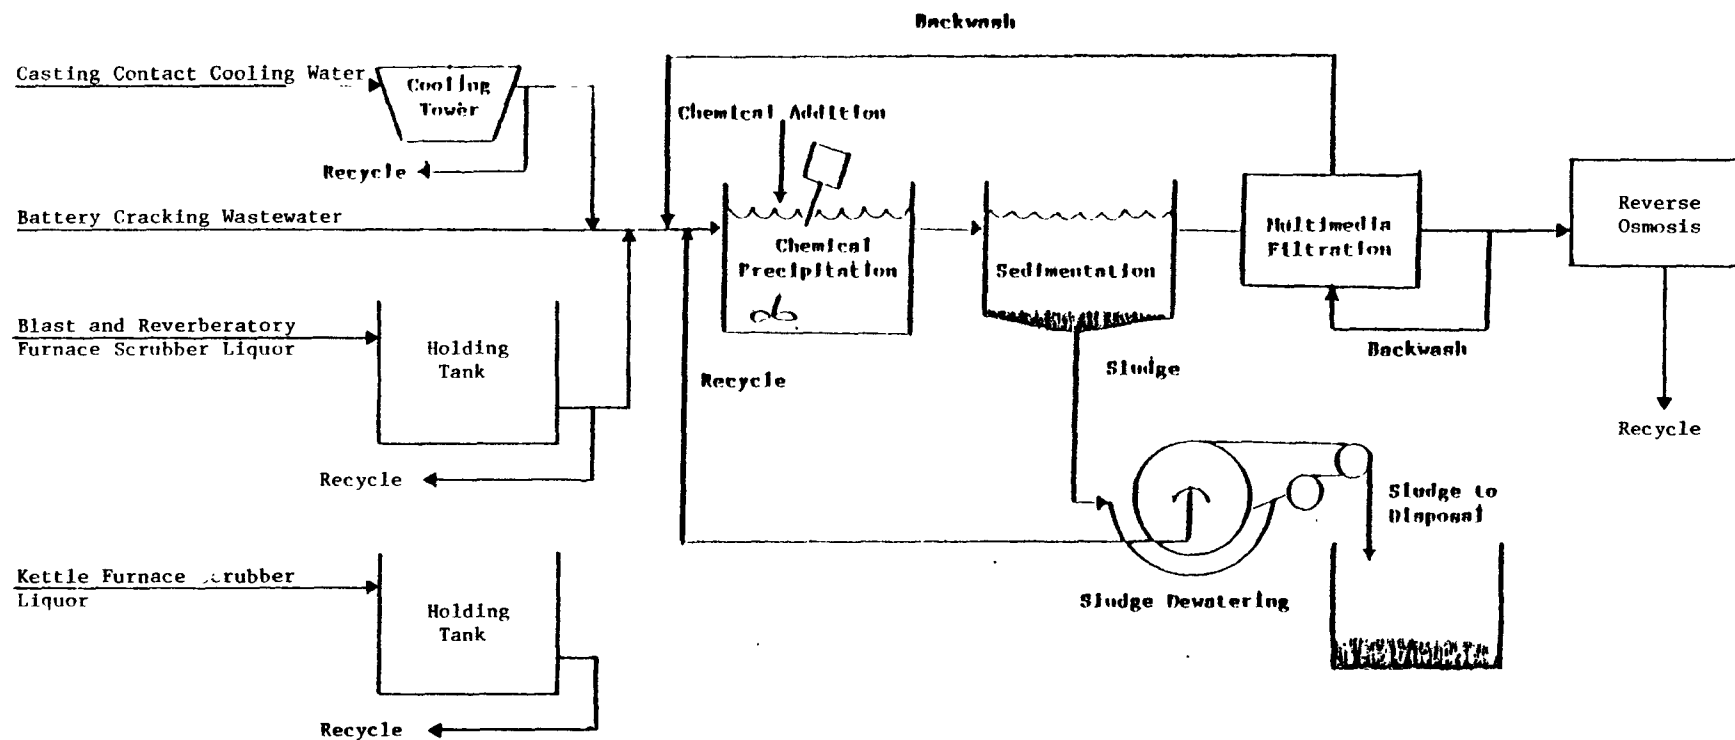 Backwash
Casting Contact Cooling Water
Cooling
Tower
Chemical Addition
Recycle
Battery Cracking Wastewater
Chemical
Precipitation
Sedimentation
Multimedia
Filtration
Reverse
Osmosis
Blast and Reverberatory
Furnace Scrubber Liquor
Holding
Tank
Backwash
Sludge
Recycle
Recycle
Recycle
Sludge to
Disposal
Kettle Furnace
Liquor
Holding
Tank
Sludge Dewatering
Recycle